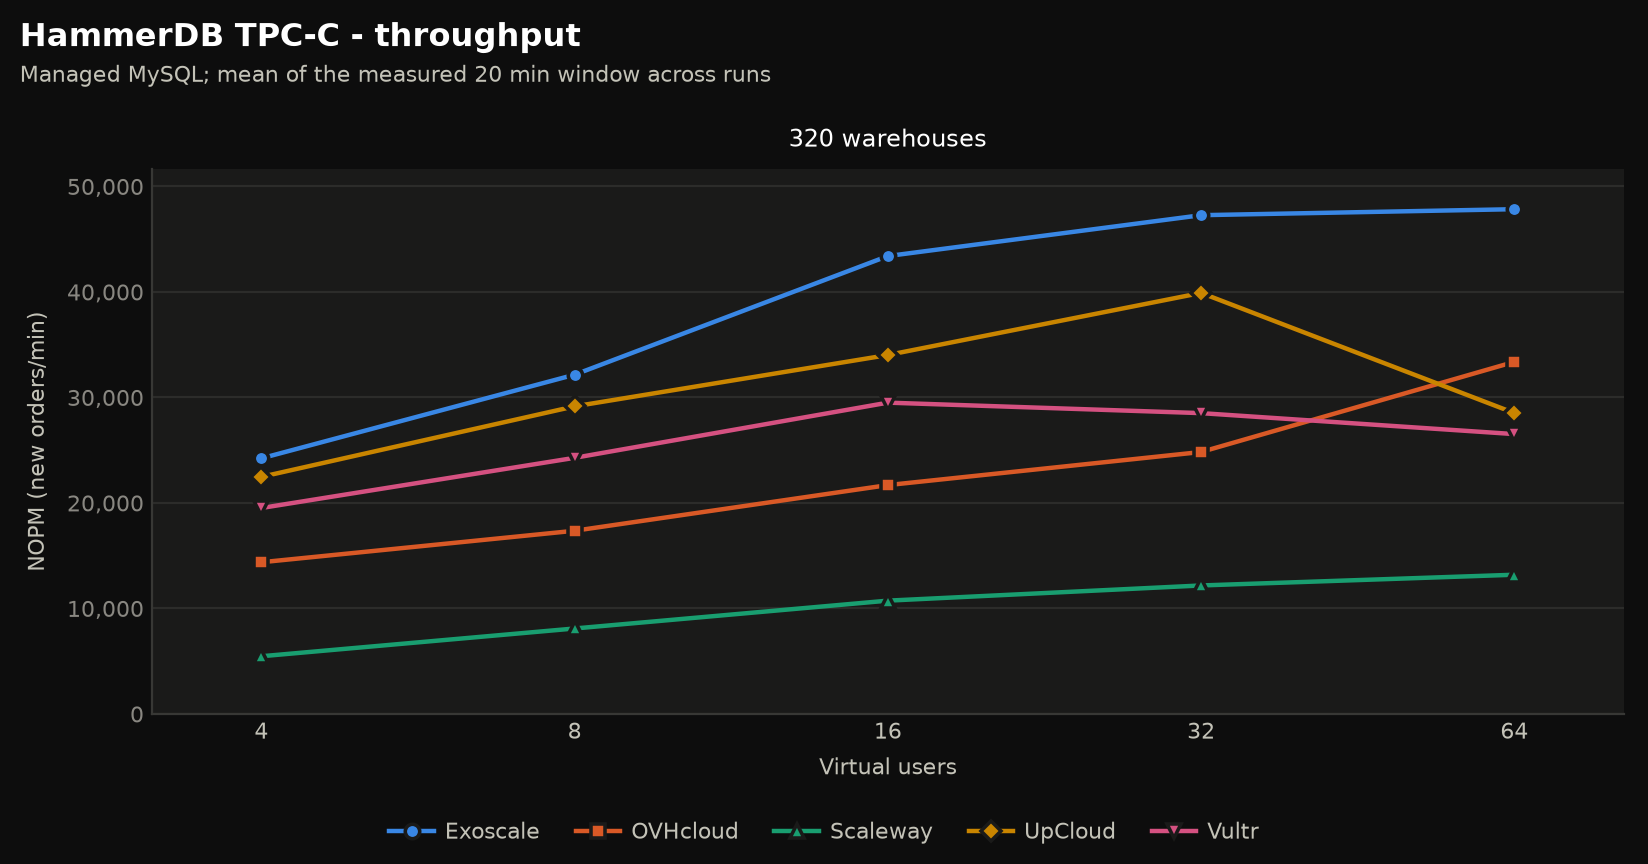 HammerDB TPC-C - throughput
Managed MySQL; mean of the measured 20 min window across runs
320 warehouses
NOPM (new orders/min)
50,000
40,000
30,000
20,000
10,000
0
4 8 16 32 64
Virtual users
Exoscale OVHcloud Scaleway UpCloud Vultr